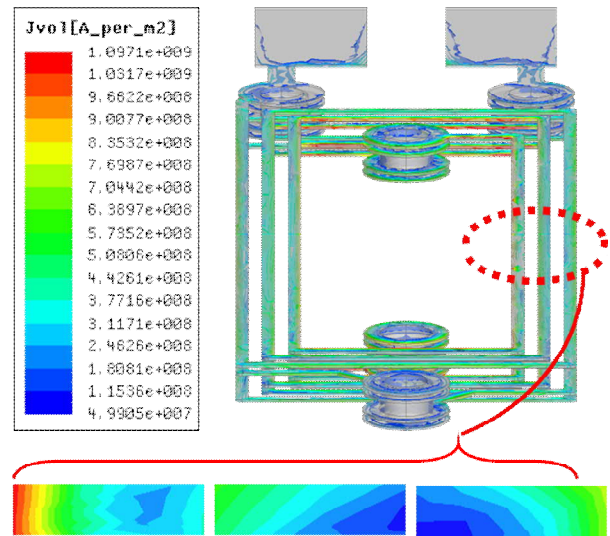 Jvol[A_per_m2]
1.0971e+009
1.0317e+009
9.6622e+008
9.0077e+008
8.3532e+008
7.6987e+008
7.0442e+008
6.3897e+008
5.7352e+008
5.0806e+008
4.4261e+008
3.7716e+008
3.1171e+008
2.4626e+008
1.8081e+008
1.1536e+008
4.9905e+007